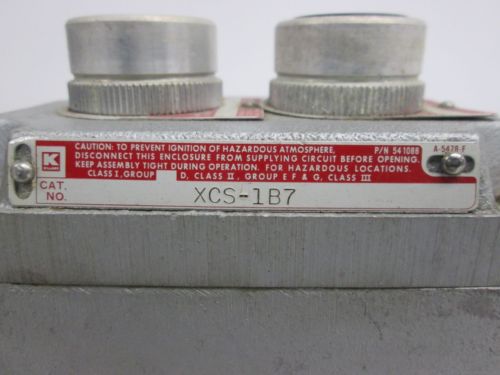 CAUTION: TO PREVENT IGNITION OF HAZARDOUS ATMOSPHERE, P/N 541088 A-5478-F
DISCONNECT THIS ENCLOSURE FROM SUPPLYING CIRCUIT BEFORE OPENING.
KEEP ASSEMBLY TIGHT DURING OPERATION. FOR HAZARDOUS LOCATIONS.
CLASS I, GROUP D, CLASS II, GROUP E F & G, CLASS III
K
KILLARK
CAT. NO. XCS-1B7